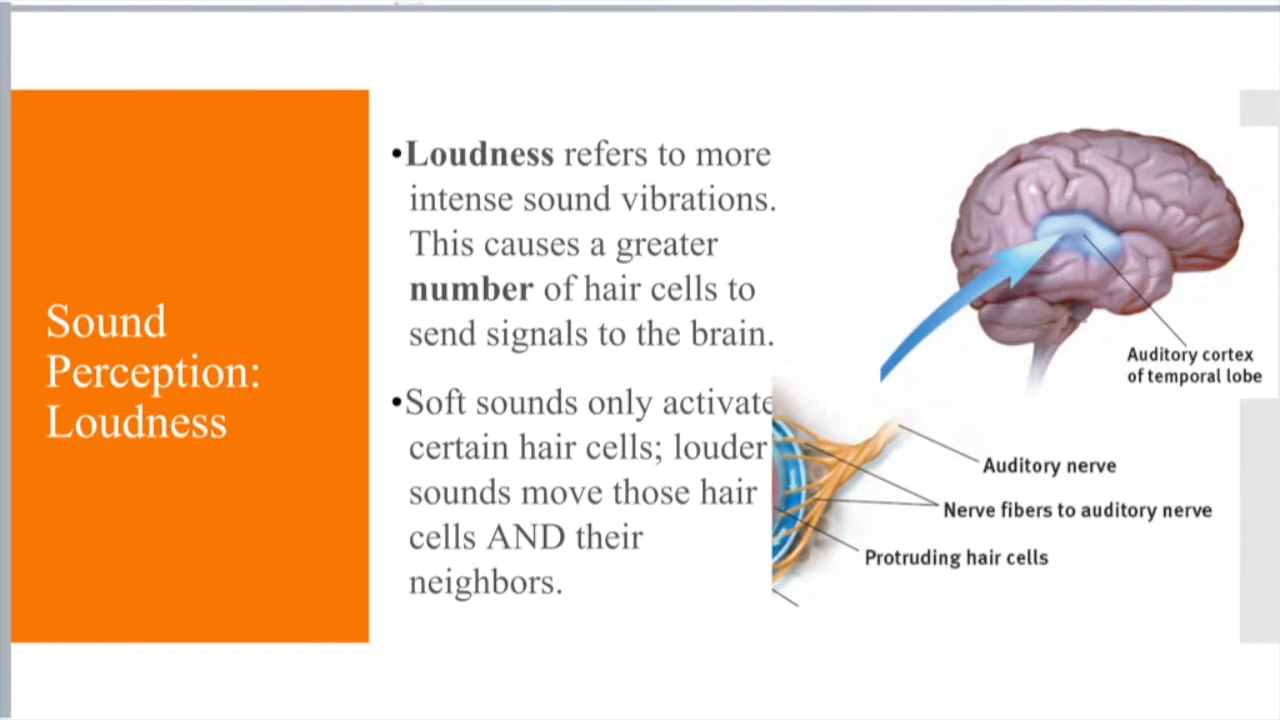 Sound
Perception:
Loudness
•Loudness refers to more
intense sound vibrations.
This causes a greater
number of hair cells to
send signals to the brain.
•Soft sounds only activate
certain hair cells; louder
sounds move those hair
cells AND their
neighbors.
Auditory cortex
of temporal lobe
Auditory nerve
Nerve fibers to auditory nerve
Protruding hair cells